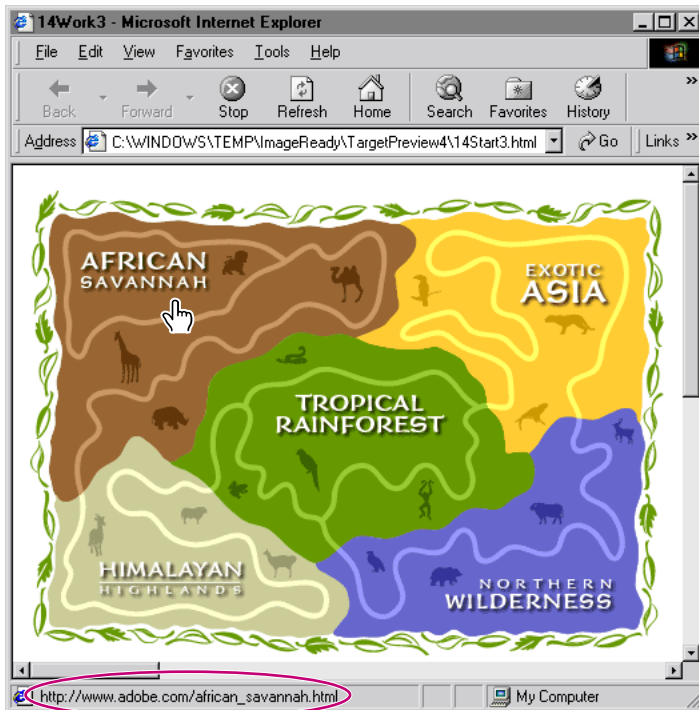 14Work3 - Microsoft Internet Explorer
File Edit View Favorites Tools Help
Back Forward Stop Refresh Home Search Favorites History »
Address C:\WINDOWS\TEMP\ImageReady\TargetPreview4\14Start3.html Go Links »
AFRICAN
SAVANNAH
EXOTIC
ASIA
TROPICAL
RAINFOREST
HIMALAYAN
HIGHLANDS
NORTHERN
WILDERNESS
http://www.adobe.com/african_savannah.html My Computer